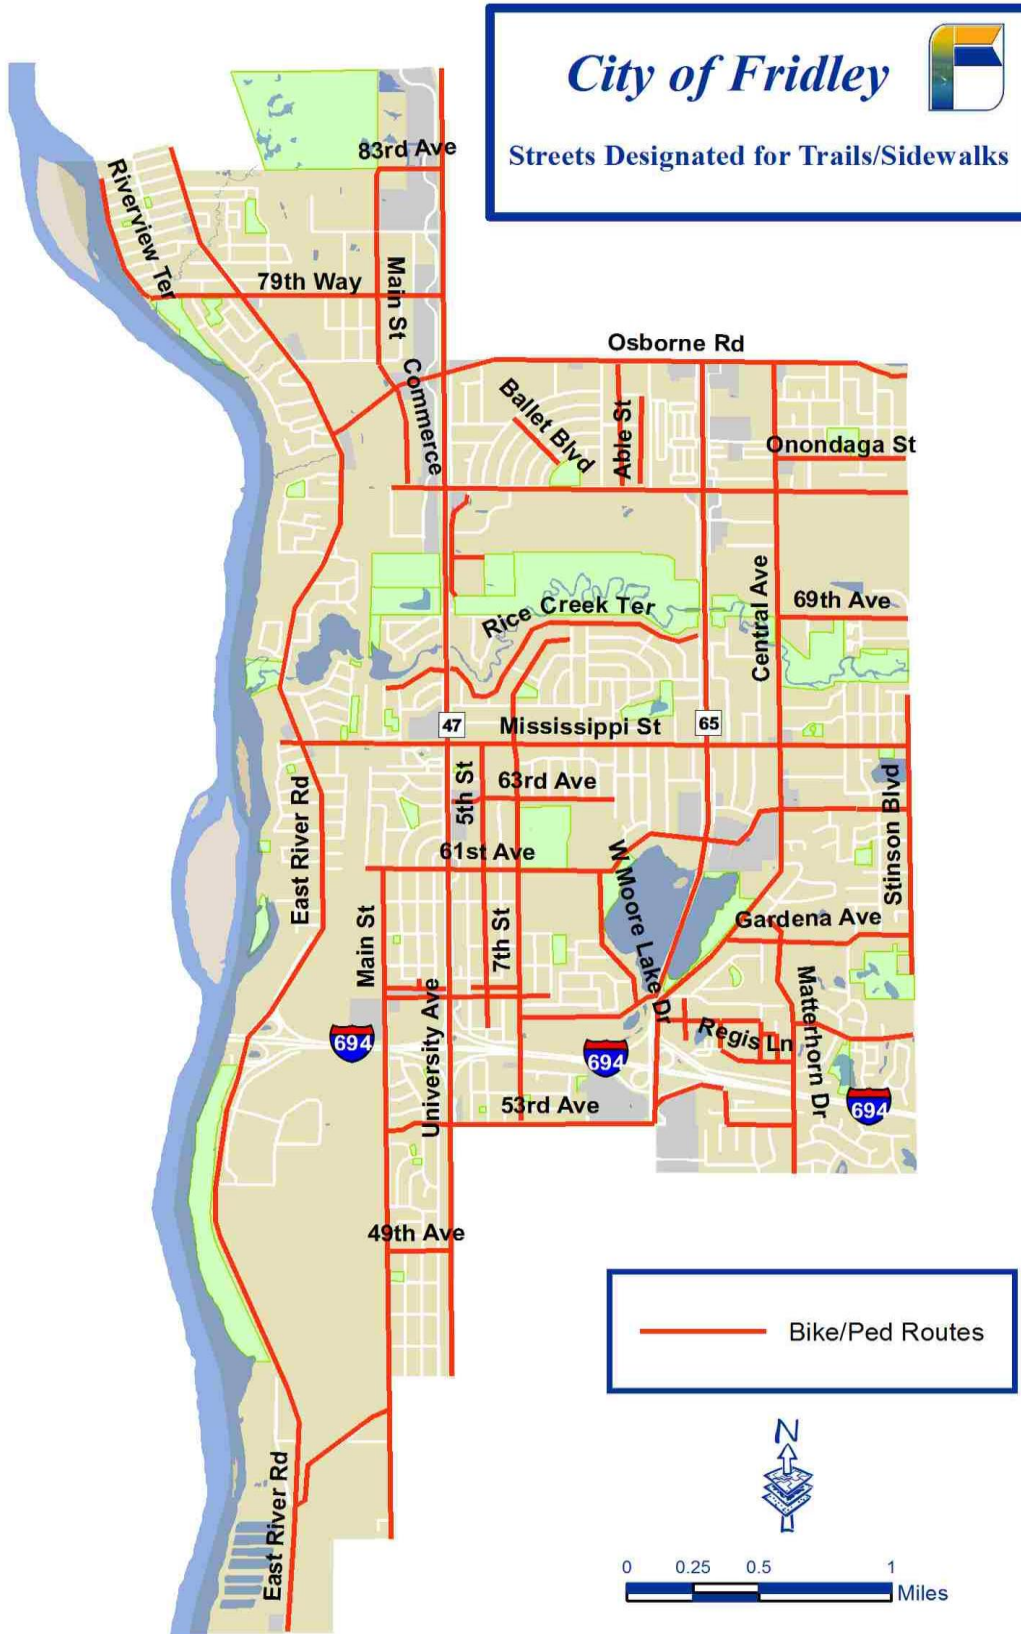 City of Fridley
Streets Designated for Trails/Sidewalks
83rd Ave
Riverview Ter
79th Way
Main St
Osborne Rd
Commerce
Ballet Blvd
Able St
Onondaga St
Central Ave
69th Ave
Rice Creek Ter
47
Mississippi St
65
5th St
63rd Ave
Stinson Blvd
East River Rd
61st Ave
W Moore Lake Dr
Main St
7th St
Gardena Ave
University Ave
Matterhorn Dr
Regis Ln
694
694
694
53rd Ave
49th Ave
Bike/Ped Routes
N
East River Rd
0 0.25 0.5 1
Miles